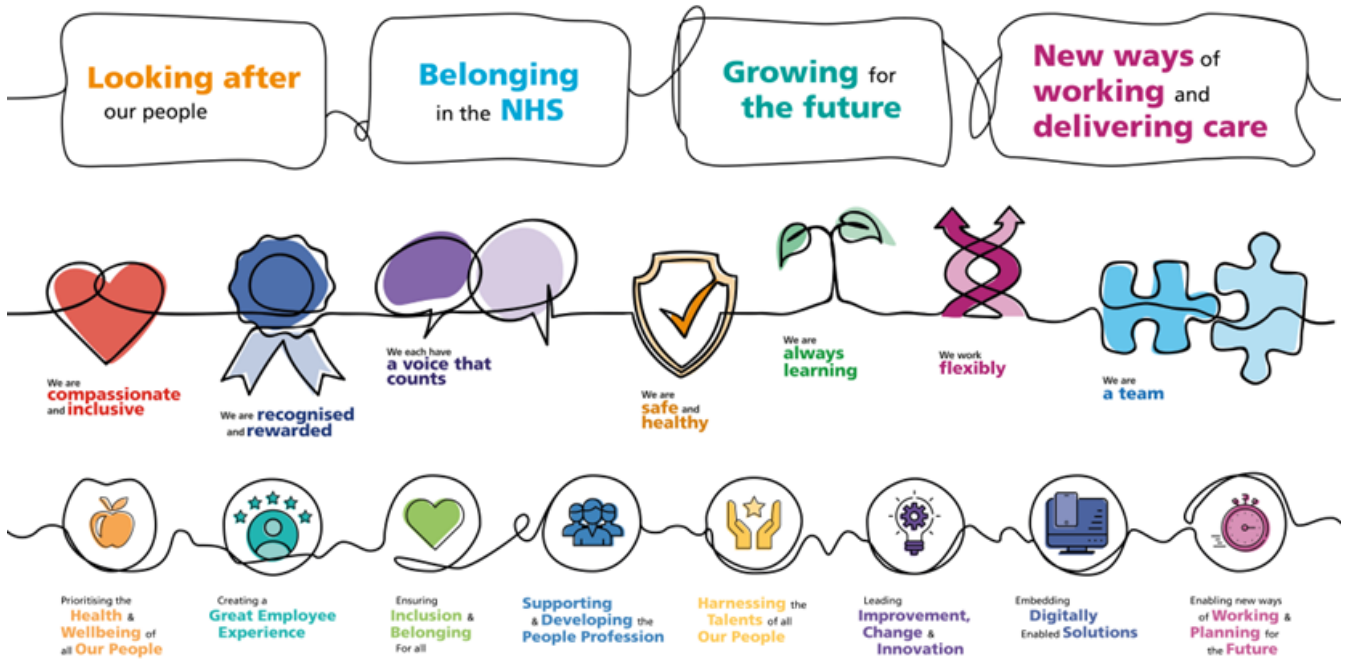 Looking after
our people
Belonging
in the NHS
Growing for
the future
New ways of
working and
delivering care
We are
compassionate
and inclusive
We are recognised
and rewarded
We each have
a voice that
counts
We are
safe and
healthy
We are
always
learning
We work
flexibly
We are
a team
Prioritising the
Health &
Wellbeing of
all Our People
Creating a
Great Employee
Experience
Ensuring
Inclusion &
Belonging
For all
Supporting
& Developing the
People Profession
Harnessing the
Talents of all
Our People
Leading
Improvement,
Change &
Innovation
Embedding
Digitally
Enabled Solutions
Enabling new ways
of Working &
Planning for
the Future